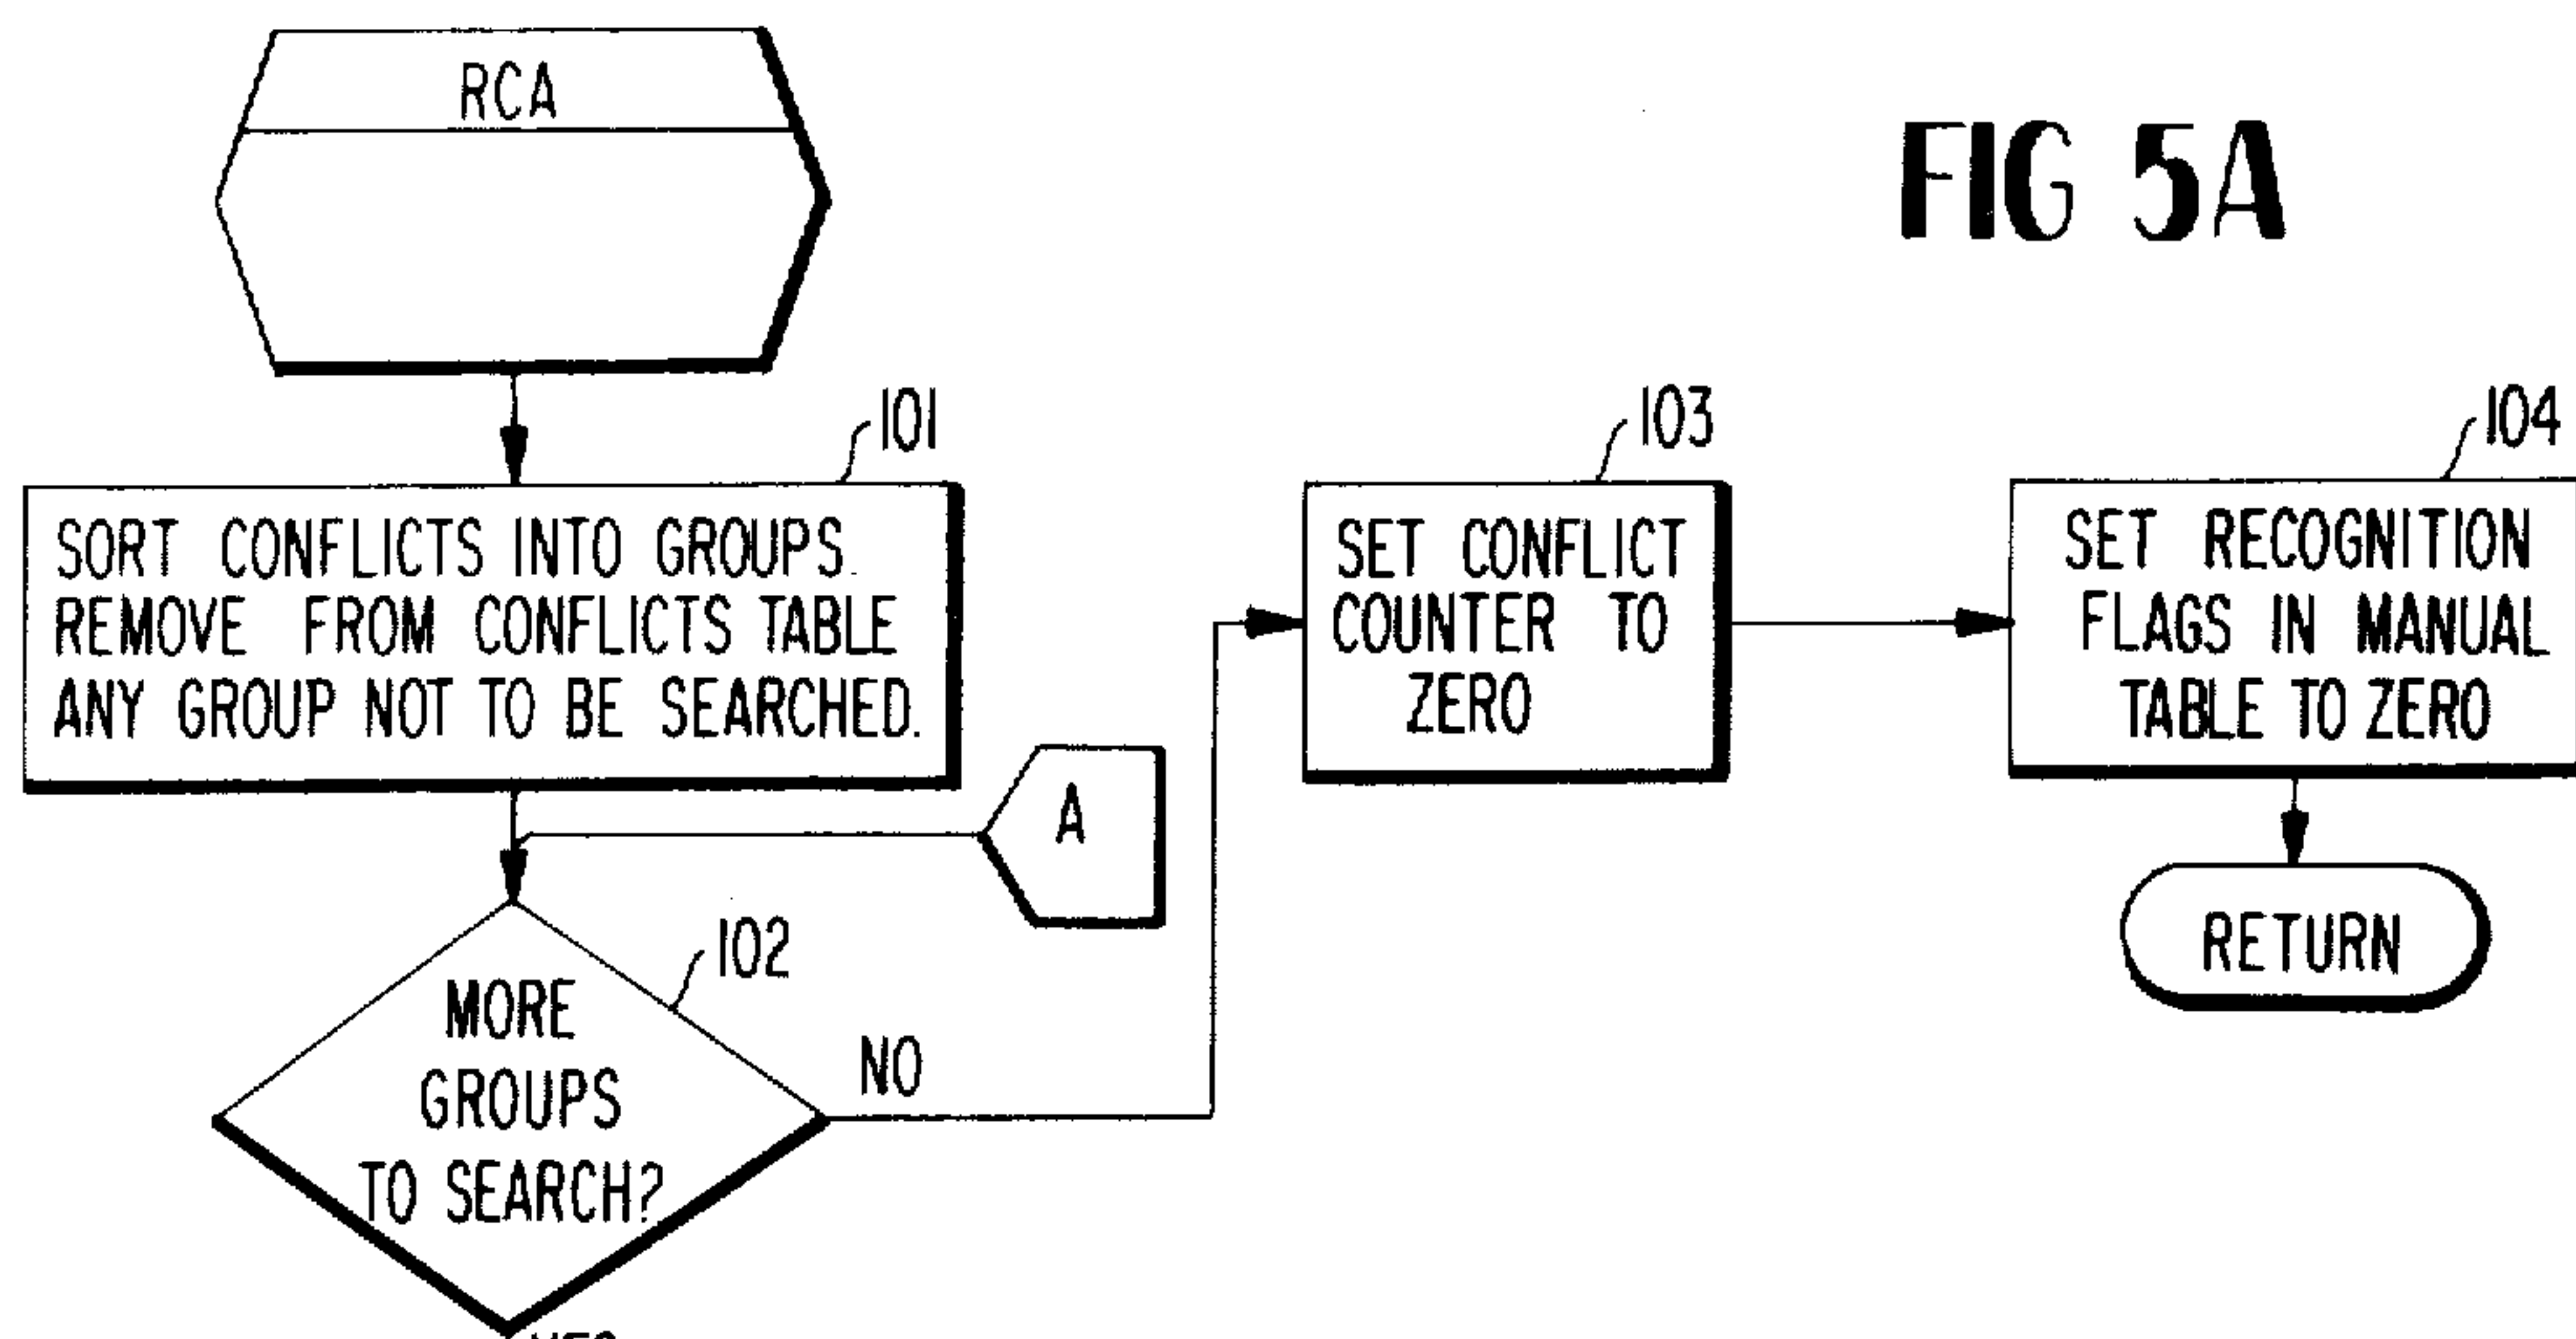 RCA
FIG 5A
101
SORT CONFLICTS INTO GROUPS.
REMOVE FROM CONFLICTS TABLE
ANY GROUP NOT TO BE SEARCHED.
103
SET CONFLICT
COUNTER TO
ZERO
104
SET RECOGNITION
FLAGS IN MANUAL
TABLE TO ZERO
A
RETURN
102
MORE
GROUPS
TO SEARCH?
NO